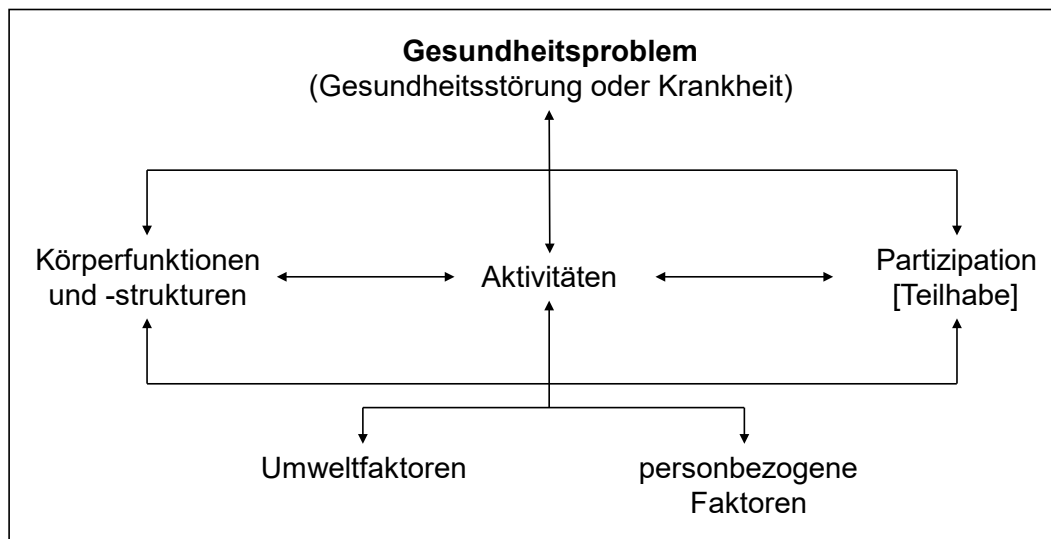 Gesundheitsproblem
(Gesundheitsstörung oder Krankheit)
Körperfunktionen
und -strukturen
Aktivitäten
Partizipation
[Teilhabe]
Umweltfaktoren
personbezogene
Faktoren